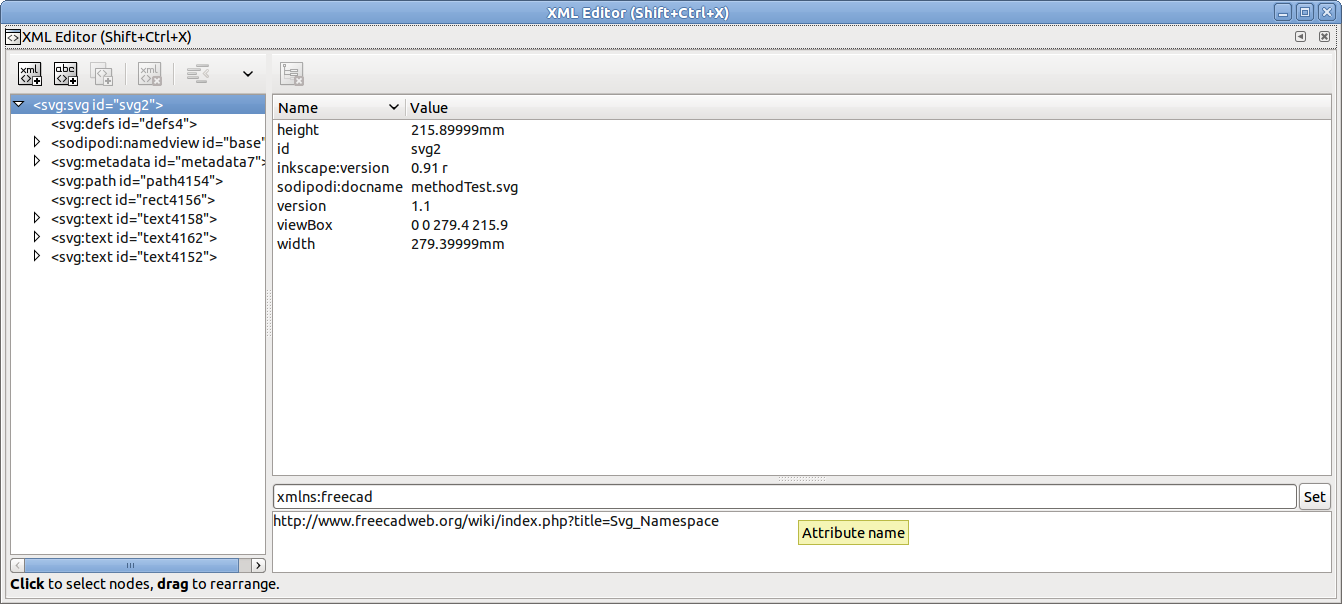 XML Editor (Shift+Ctrl+X)
XML Editor (Shift+Ctrl+X)
xml
abc
xml
<svg:svg id="svg2">
<svg:defs id="defs4">
<sodipodi:namedview id="base"
<svg:metadata id="metadata7">
<svg:path id="path4154">
<svg:rect id="rect4156">
<svg:text id="text4158">
<svg:text id="text4162">
<svg:text id="text4152">
Name Value
height 215.89999mm
id svg2
inkscape:version 0.91 r
sodipodi:docname methodTest.svg
version 1.1
viewBox 0 0 279.4 215.9
width 279.39999mm
xmlns:freecad Set
http://www.freecadweb.org/wiki/index.php?title=Svg_Namespace
Attribute name
Click to select nodes, drag to rearrange.